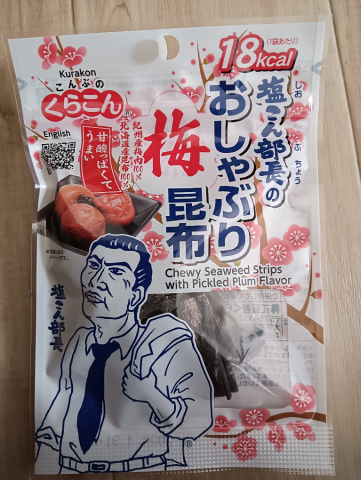 18kcal
(1袋あたり)
Kurakon
こんぶの
くらこん
English
甘酸っぱくて
うまい
紀州産梅肉100%
北海道産昆布100%
塩こん部長の
しお ぶ ちょう
おしゃぶり
梅
昆布
Chewy Seaweed Strips
with Pickled Plum Flavor
塩こん部長